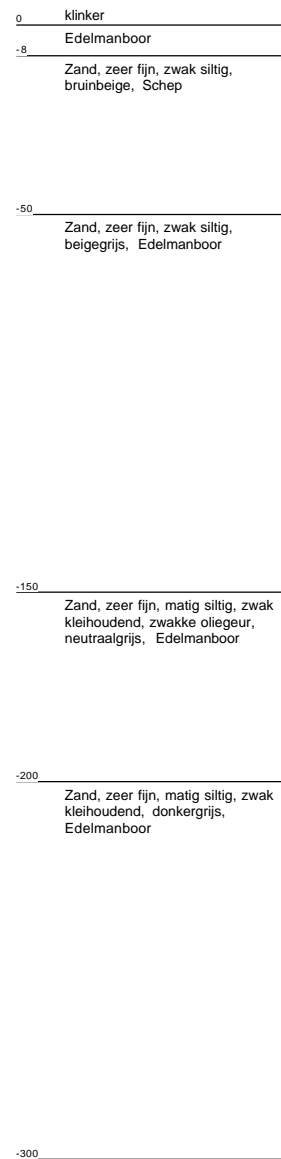 klinker
0
Edelmanboor
-8
Zand, zeer fijn, zwak siltig,
bruinbeige, Schep
-50
Zand, zeer fijn, zwak siltig,
beigegrijs, Edelmanboor
-150
Zand, zeer fijn, matig siltig, zwak
kleihoudend, zwakke oliegeur,
neutraalgrijs, Edelmanboor
-200
Zand, zeer fijn, matig siltig, zwak
kleihoudend, donkergrijs,
Edelmanboor
-300